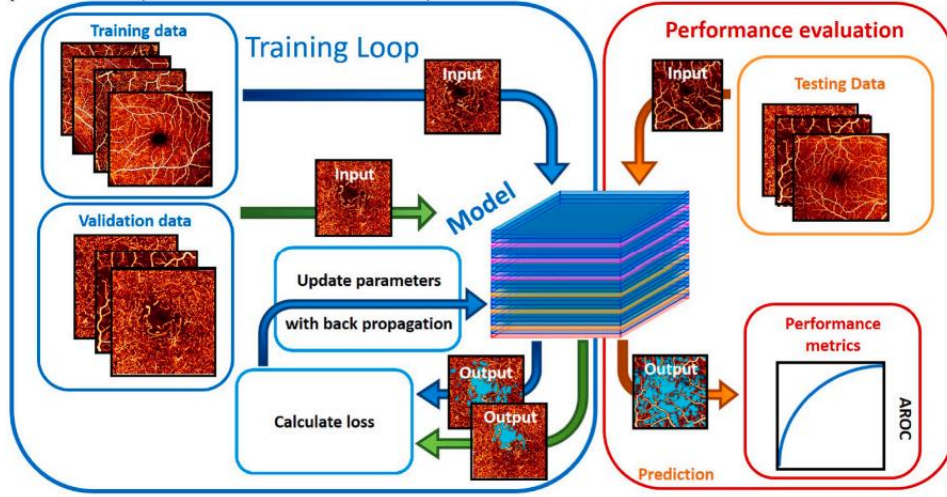 Training data
Training Loop
Input
Input
Validation data
Model
Update parameters
with back propagation
Output
Output
Calculate loss
Performance evaluation
Input
Testing Data
Output
Prediction
Performance
metrics
AROC